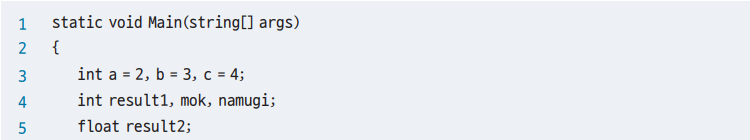 1 static void Main(string[] args)
2 {
3 int a = 2, b = 3, c = 4;
4 int result1, mok, namugi;
5 float result2;